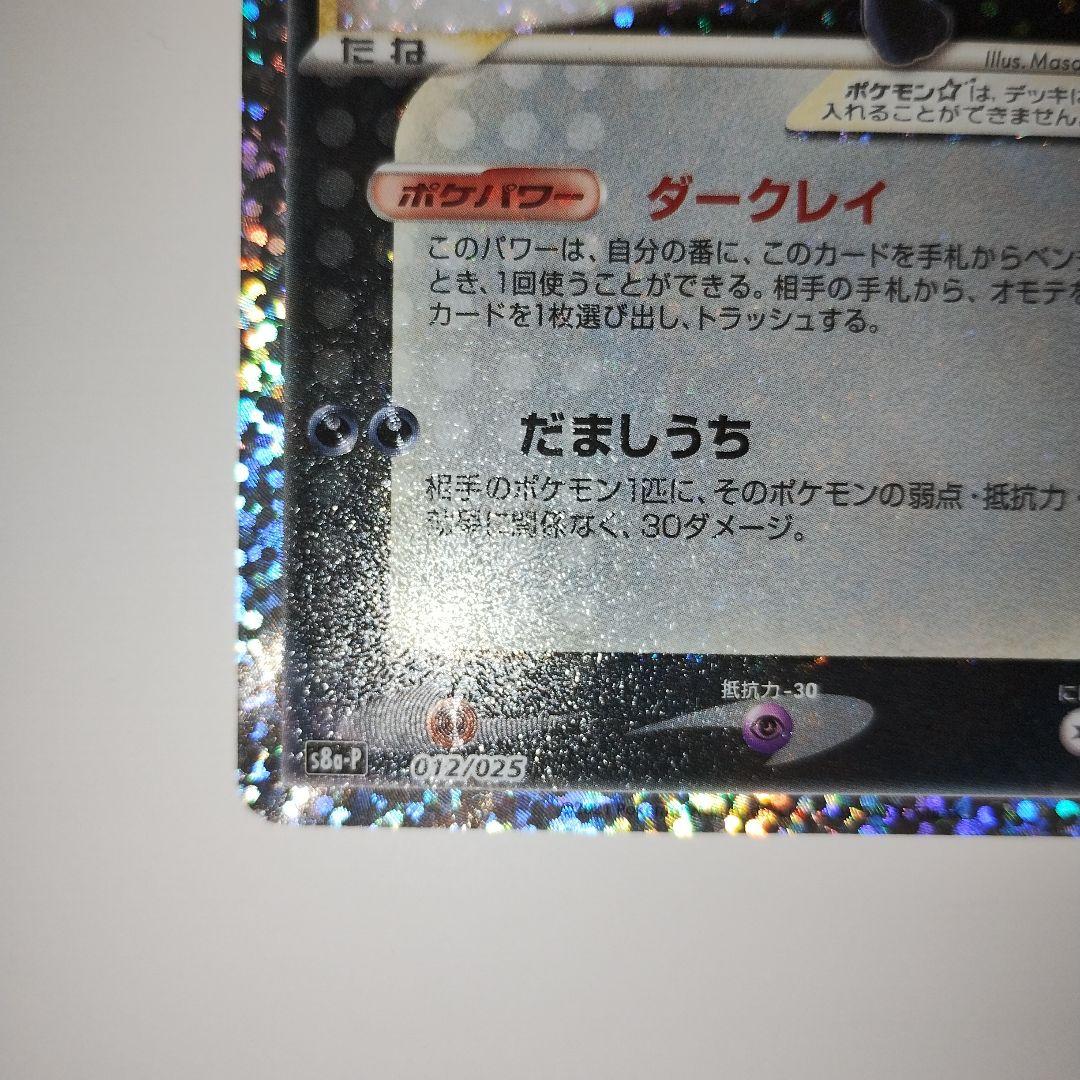 たね
Illus. Masa
ポケモン☆は、デッキに
入れることができません。
ポケパワー ダークレイ
このパワーは、自分の番に、このカードを手札からベン
とき、1回使うことができる。相手の手札から、オモテを
カードを1枚選び出し、トラッシュする。
だましうち
相手のポケモン1匹に、そのポケモンの弱点・抵抗力・
効果に関係なく、30ダメージ。
抵抗力 -30
に
s8a-P
012/025